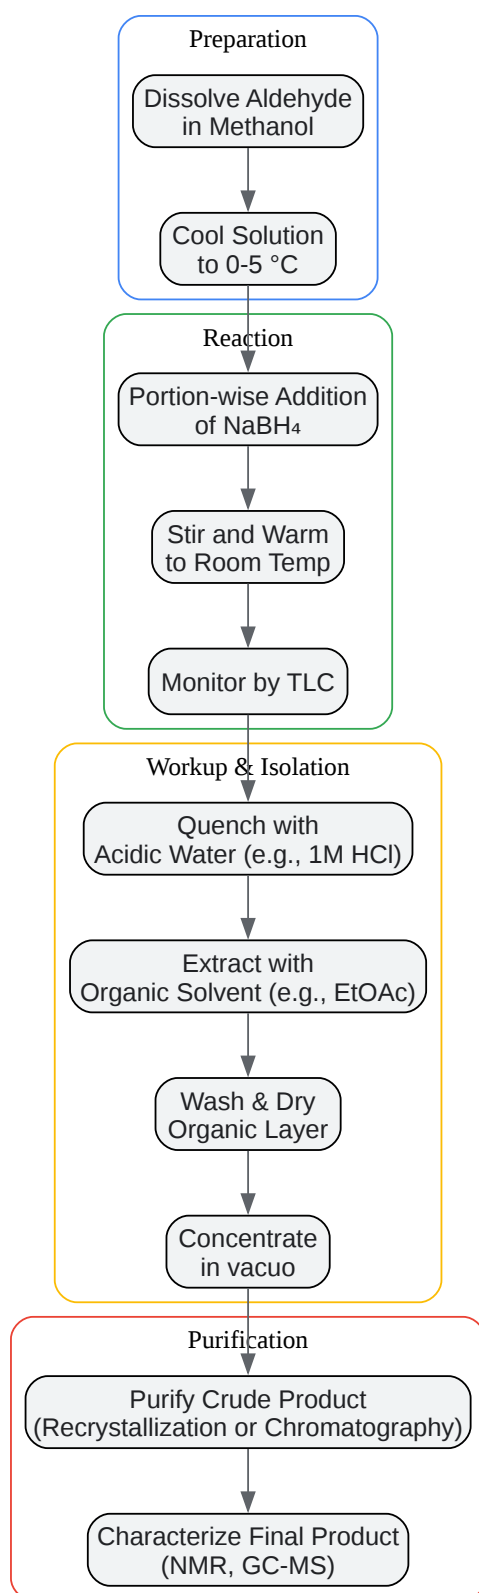 Preparation
Dissolve Aldehyde
in Methanol
Cool Solution
to 0-5 °C
Reaction
Portion-wise Addition
of NaBH₄
Stir and Warm
to Room Temp
Monitor by TLC
Workup & Isolation
Quench with
Acidic Water (e.g., 1M HCl)
Extract with
Organic Solvent (e.g., EtOAc)
Wash & Dry
Organic Layer
Concentrate
in vacuo
Purification
Purify Crude Product
(Recrystallization or Chromatography)
Characterize Final Product
(NMR, GC-MS)